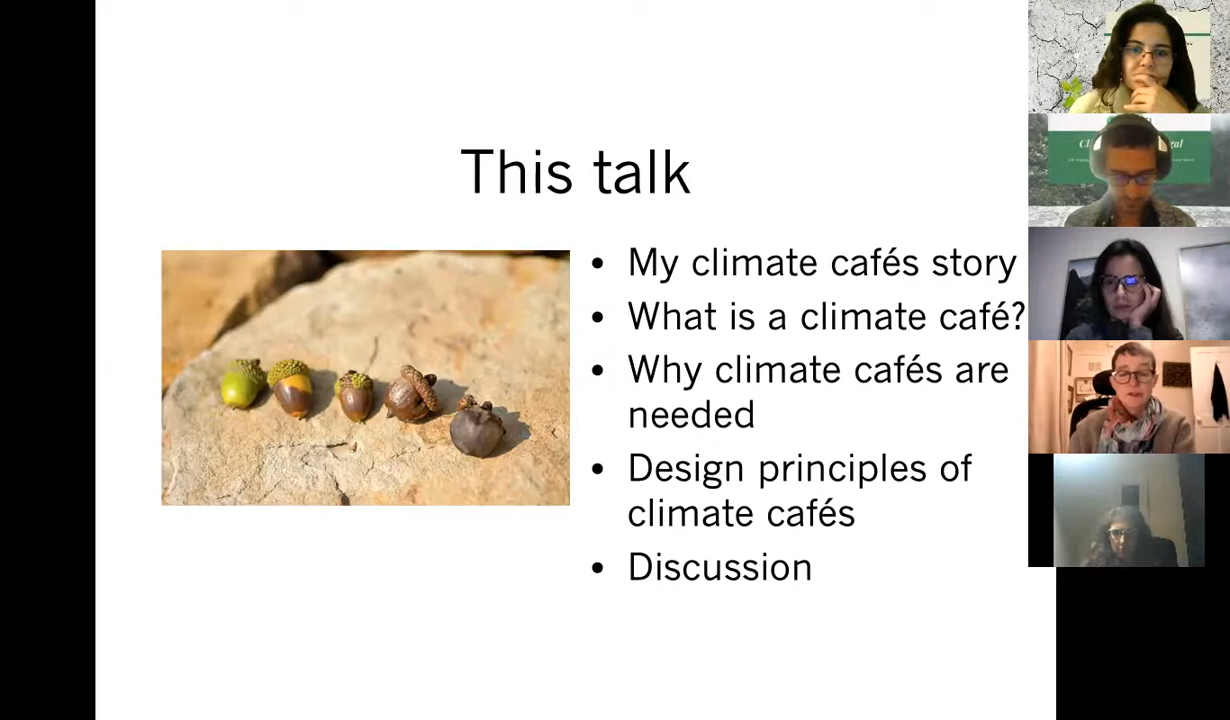 This talk
• My climate cafés story
• What is a climate café?
• Why climate cafés are
needed
• Design principles of
climate cafés
• Discussion